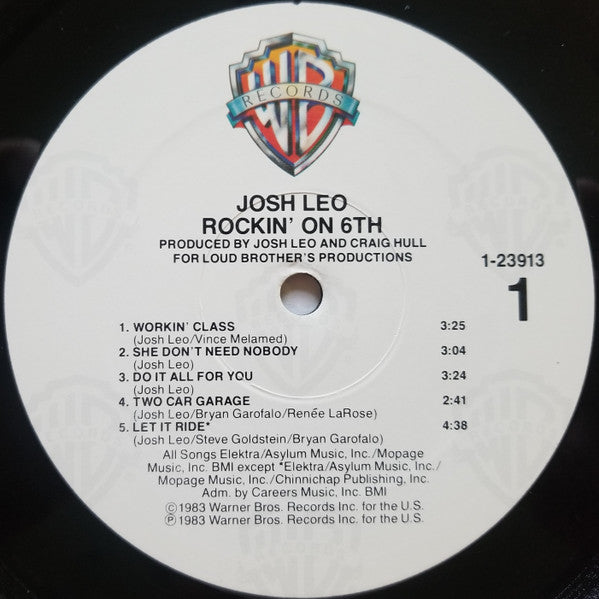 WB
RECORDS
JOSH LEO
ROCKIN' ON 6TH
PRODUCED BY JOSH LEO AND CRAIG HULL
FOR LOUD BROTHER'S PRODUCTIONS
1-23913
1
1. WORKIN' CLASS 3:25
(Josh Leo/Vince Melamed)
2. SHE DON'T NEED NOBODY 3:04
(Josh Leo)
3. DO IT ALL FOR YOU 3:24
(Josh Leo)
4. TWO CAR GARAGE 2:41
(Josh Leo/Bryan Garofalo/Renée LaRose)
5. LET IT RIDE* 4:38
(Josh Leo/Steve Goldstein/Bryan Garofalo)
All Songs Elektra/Asylum Music, Inc./Mopage
Music, Inc. BMI except *Elektra/Asylum Music, Inc./
Mopage Music, Inc./Chinnichap Publishing, Inc.
Adm. by Careers Music, Inc. BMI
©1983 Warner Bros. Records Inc. for the U.S.
℗1983 Warner Bros. Records Inc. for the U.S.